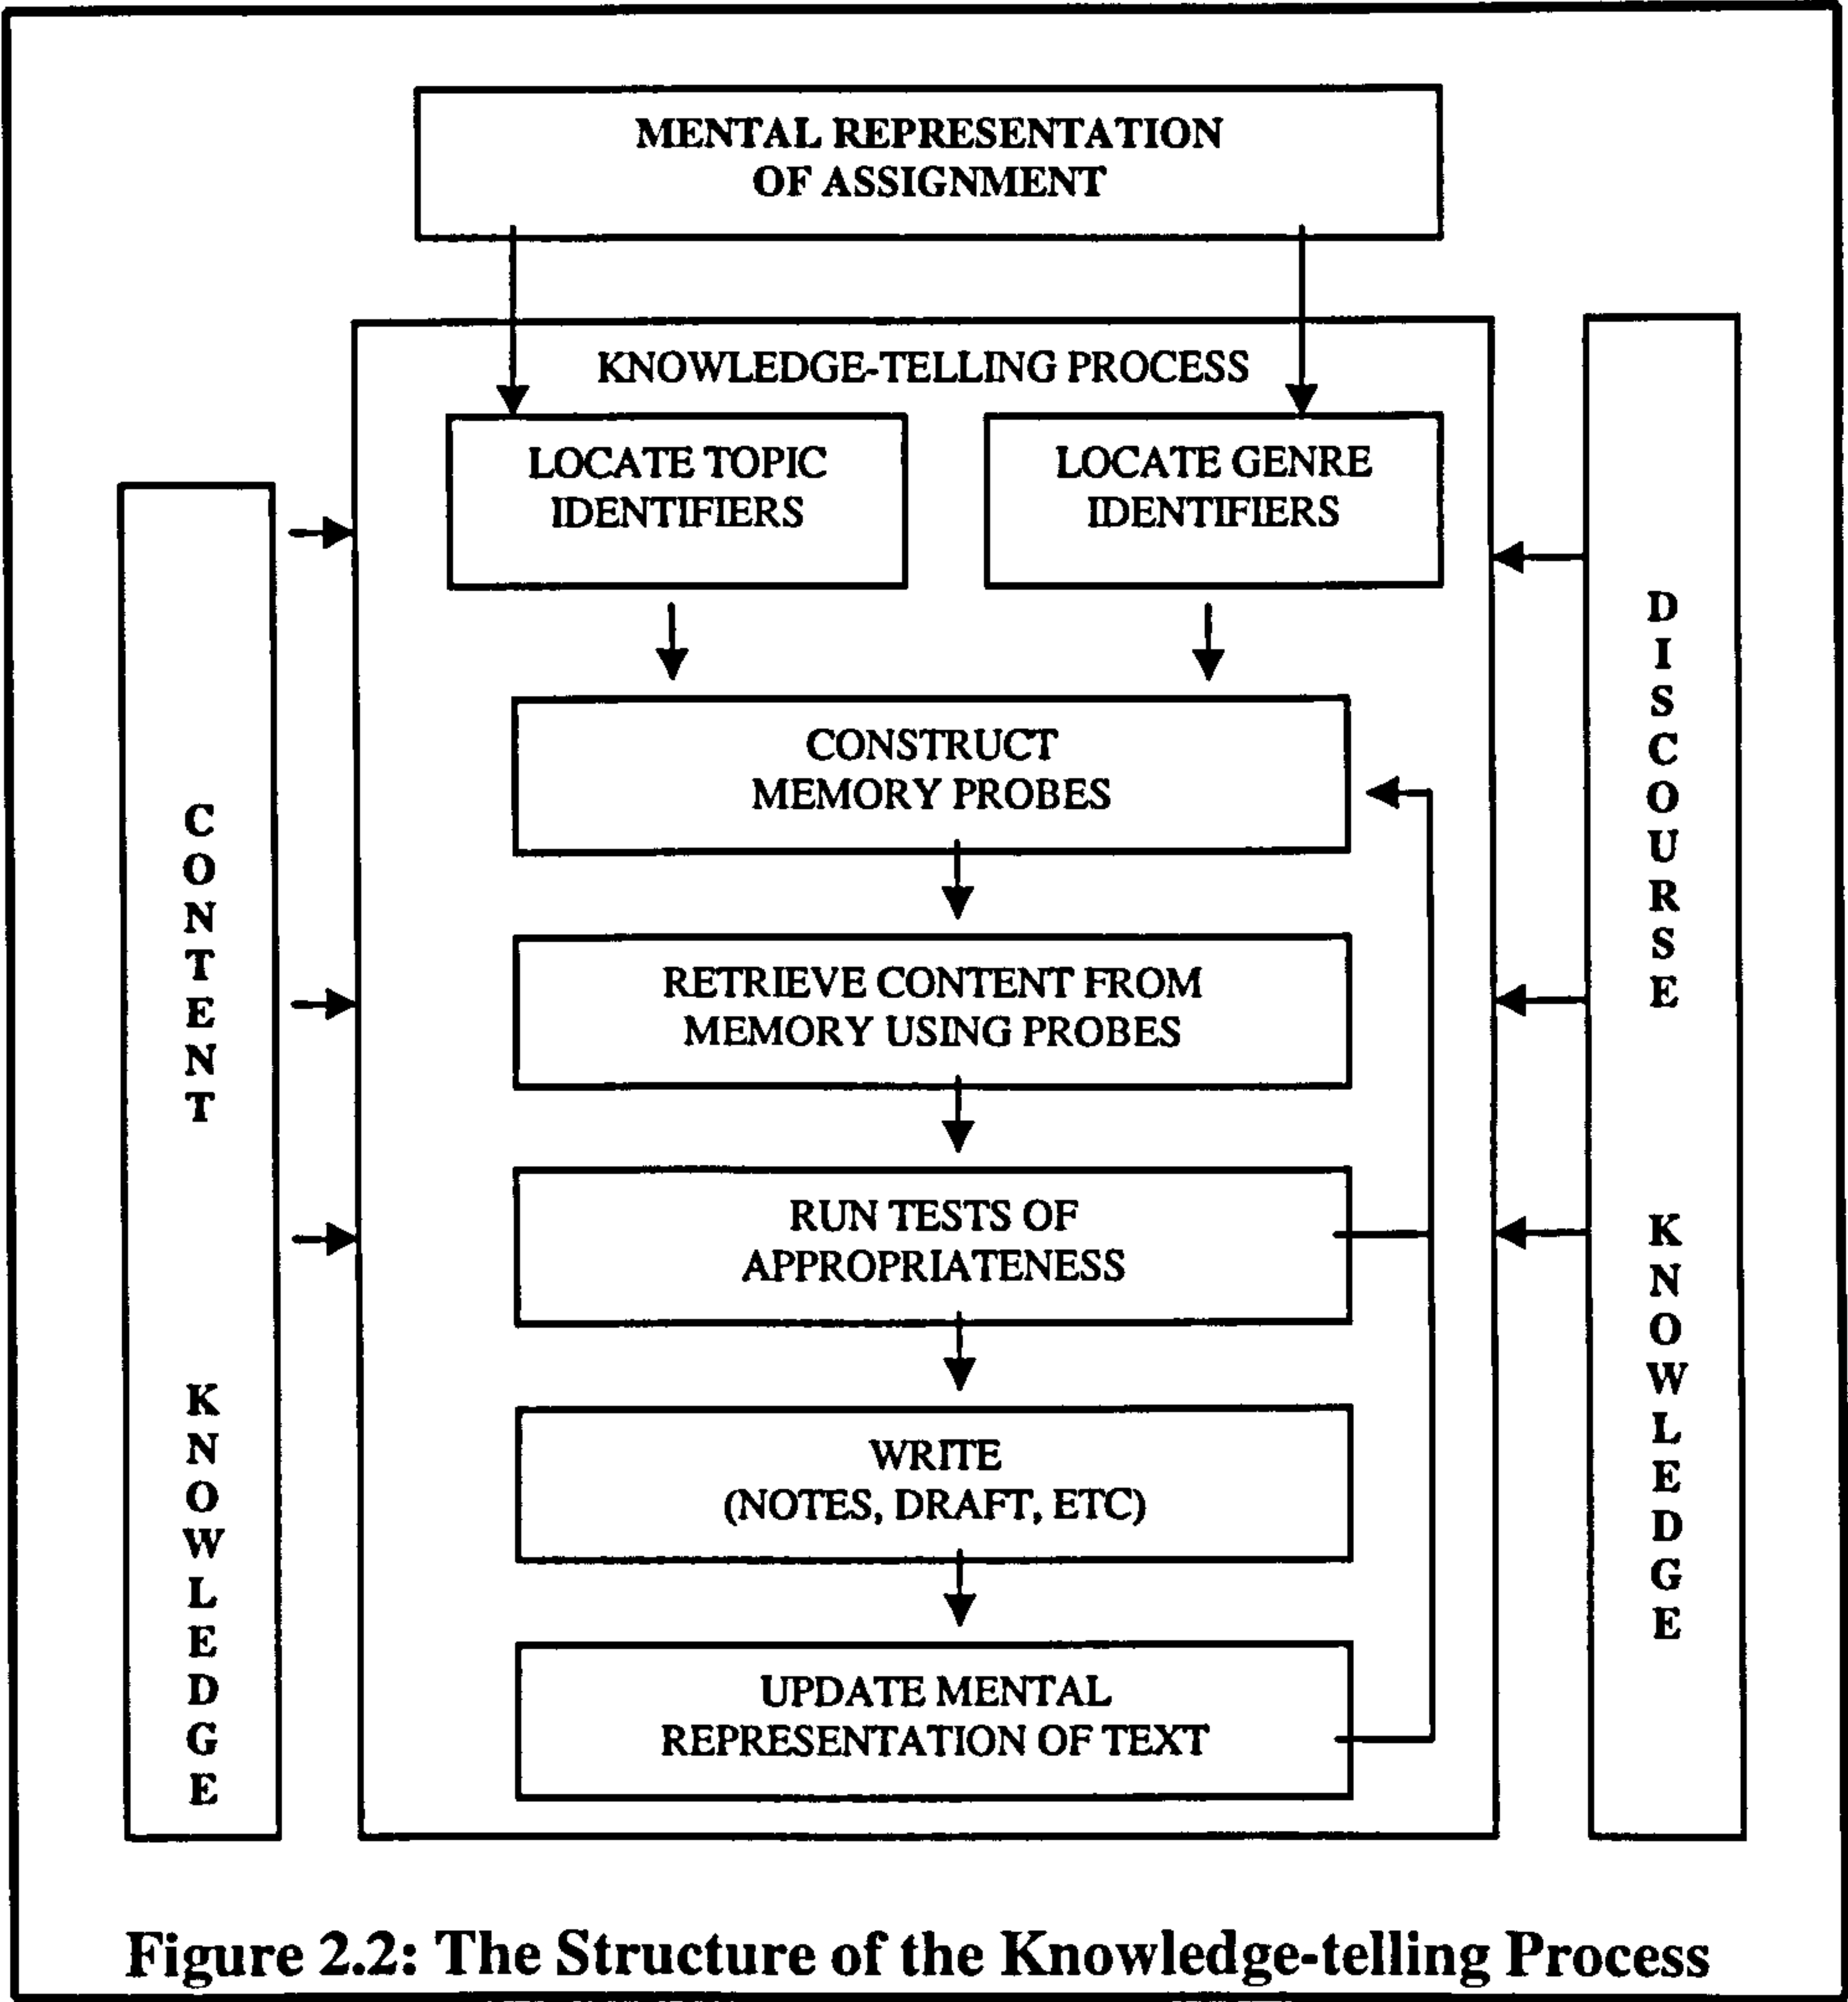 MENTAL REPRESENTATION
OF ASSIGNMENT
KNOWLEDGE-TELLING PROCESS
LOCATE TOPIC
IDENTIFIERS
LOCATE GENRE
IDENTIFIERS
CONSTRUCT
MEMORY PROBES
RETRIEVE CONTENT FROM
MEMORY USING PROBES
RUN TESTS OF
APPROPRIATENESS
WRITE
(NOTES, DRAFT, ETC)
UPDATE MENTAL
REPRESENTATION OF TEXT
CONTENT KNOWLEDGE
DISCOURSE KNOWLEDGE
Figure 2.2: The Structure of the Knowledge-telling Process